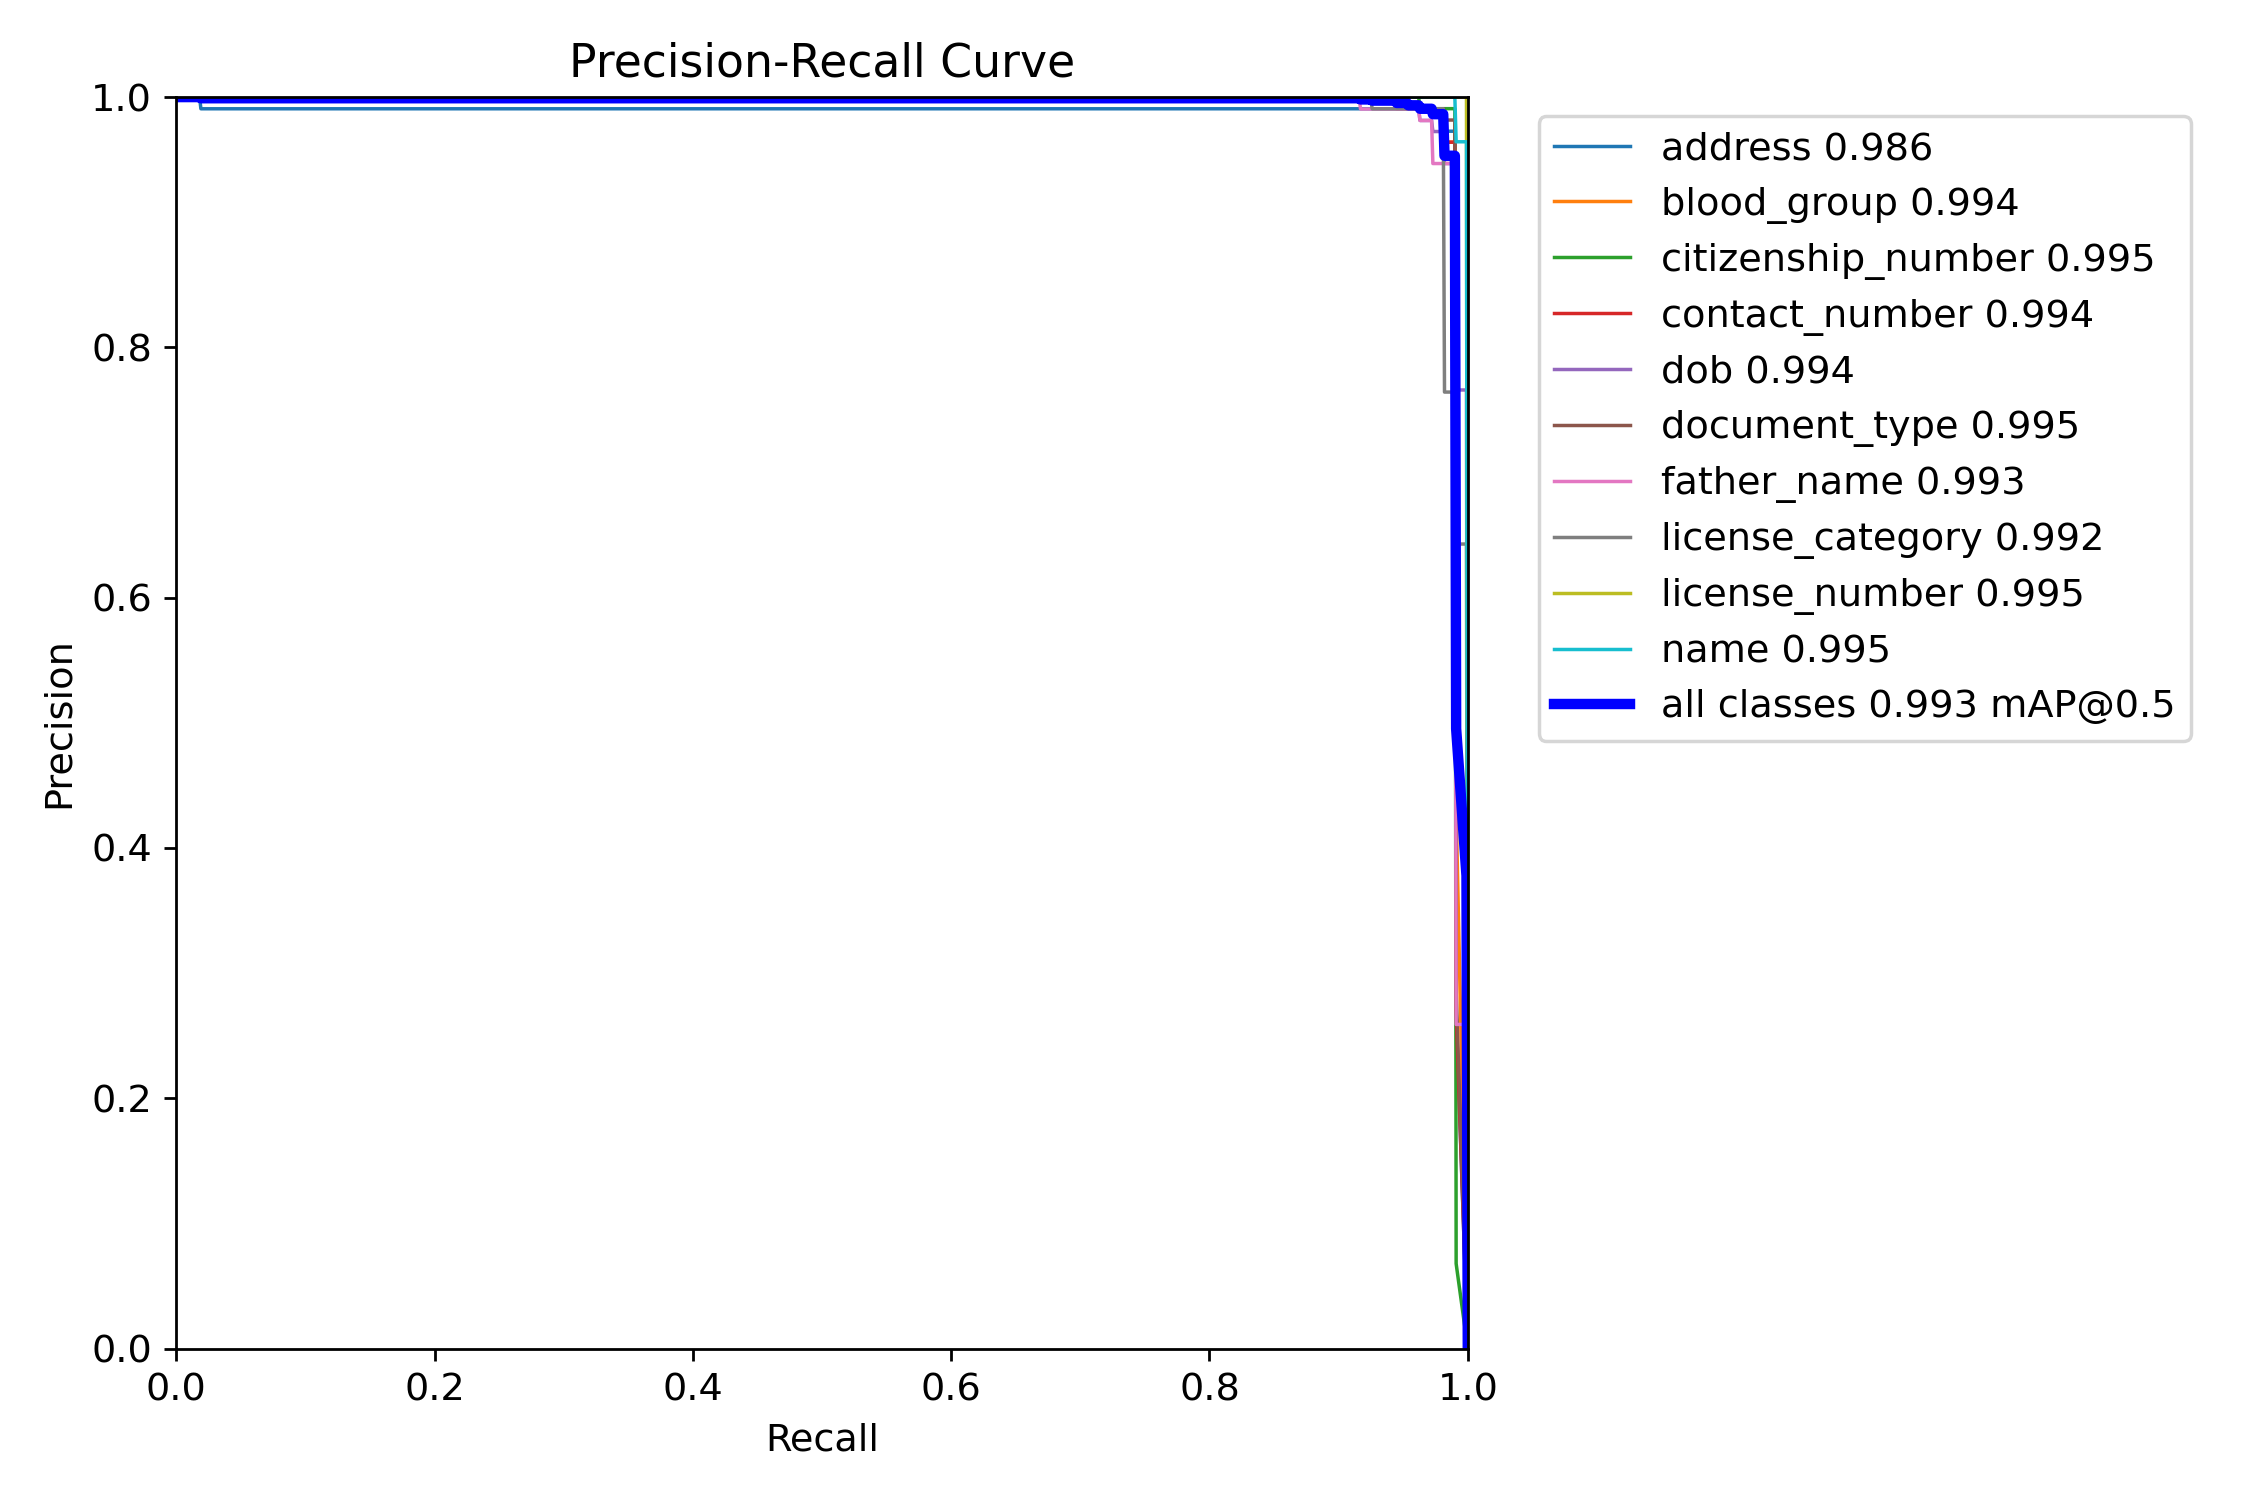 Precision-Recall Curve
1.0
0.8
0.6
0.4
0.2
0.0
Precision
0.0 0.2 0.4 0.6 0.8 1.0
Recall
address 0.986
blood_group 0.994
citizenship_number 0.995
contact_number 0.994
dob 0.994
document_type 0.995
father_name 0.993
license_category 0.992
license_number 0.995
name 0.995
all classes 0.993 mAP@0.5